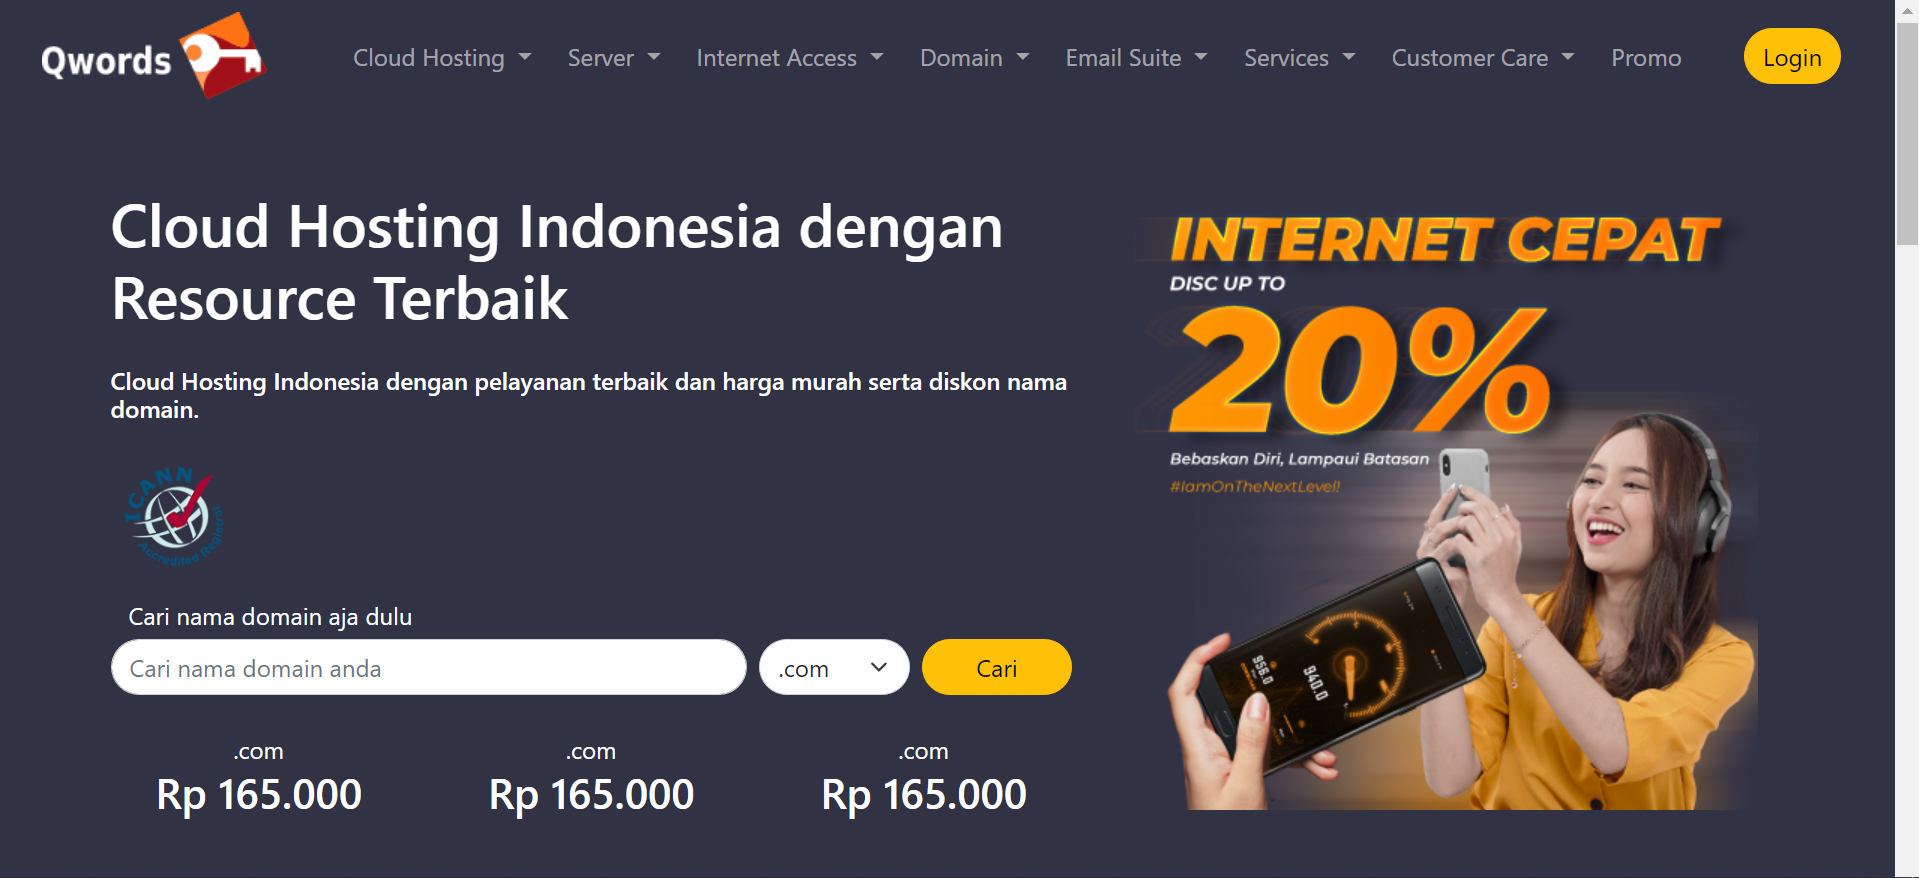 Qwords
Cloud Hosting
Server
Internet Access
Domain
Email Suite
Services
Customer Care
Promo
Login
Cloud Hosting Indonesia dengan
Resource Terbaik
Cloud Hosting Indonesia dengan pelayanan terbaik dan harga murah serta diskon nama
domain.
ICANN
Accredited Registrar
Cari nama domain aja dulu
Cari nama domain anda
.com
Cari
.com
Rp 165.000
.com
Rp 165.000
.com
Rp 165.000
INTERNET CEPAT
DISC UP TO
20%
Bebaskan Diri, Lampaui Batasan
#IamOnTheNextLevel!
956.0
940.0